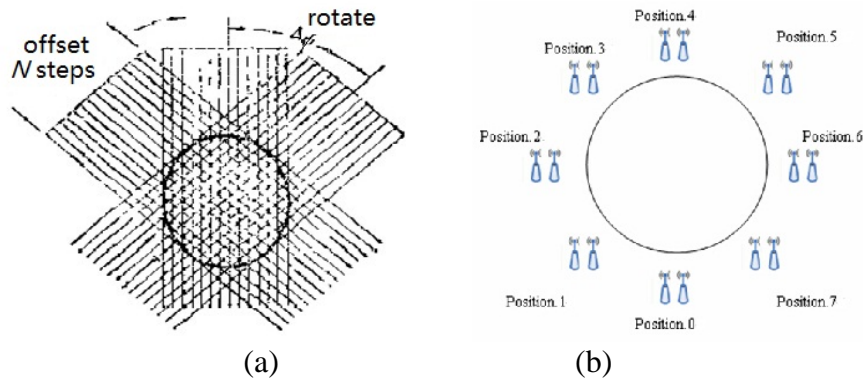 offset
N steps
rotate
Δφ
Position.4
Position.3
Position.5
Position.2
Position.6
Position.1
Position.0
Position.7
(a)
(b)